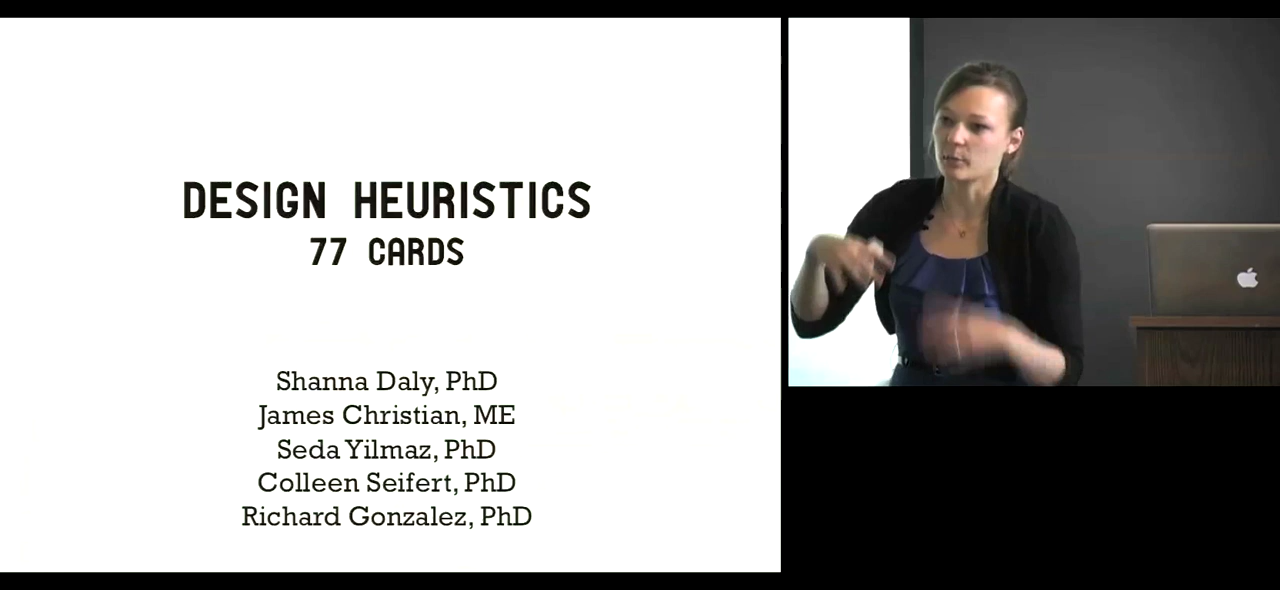 DESIGN HEURISTICS
77 CARDS
Shanna Daly, PhD
James Christian, ME
Seda Yilmaz, PhD
Colleen Seifert, PhD
Richard Gonzalez, PhD